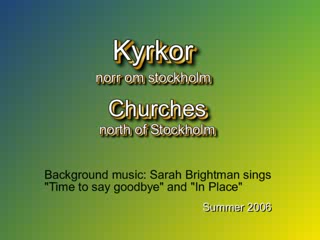 Kyrkor
norr om stockholm
Churches
north of Stockholm
Background music: Sarah Brightman sings
"Time to say goodbye" and "In Place"
Summer 2006